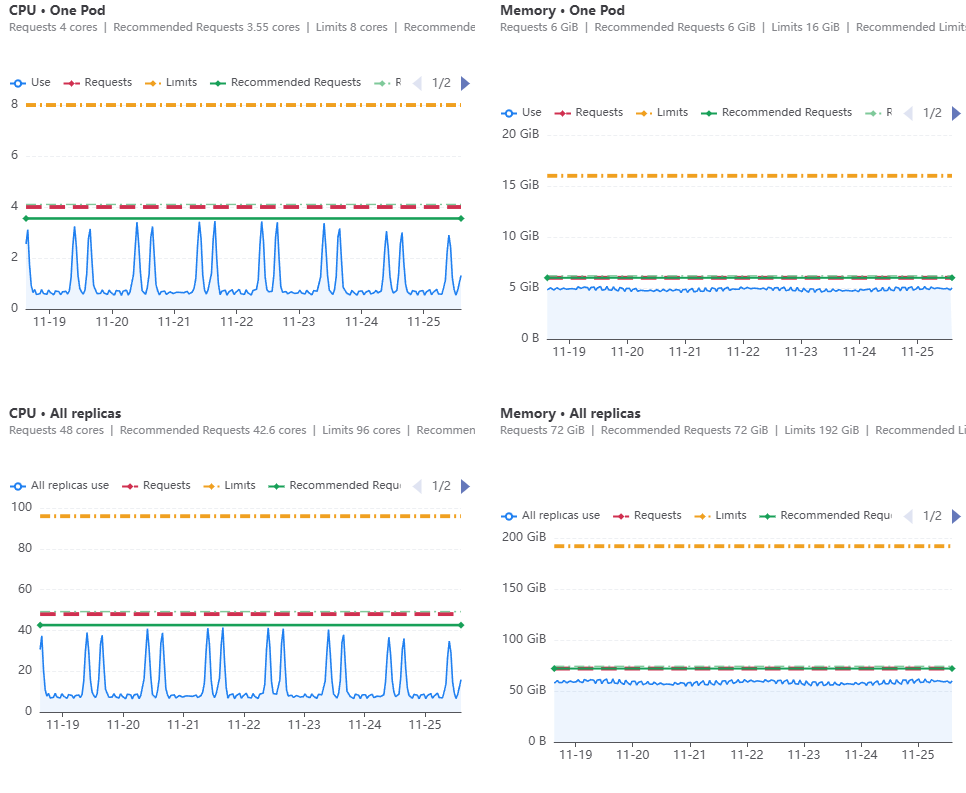 CPU • One Pod
Requests 4 cores | Recommended Requests 3.55 cores | Limits 8 cores | Recommende
Use Requests Limits Recommended Requests R 1/2
8
6
4
2
0
11-19 11-20 11-21 11-22 11-23 11-24 11-25
Memory • One Pod
Requests 6 GiB | Recommended Requests 6 GiB | Limits 16 GiB | Recommended Limits
Use Requests Limits Recommended Requests R 1/2
20 GiB
15 GiB
10 GiB
5 GiB
0 B
11-19 11-20 11-21 11-22 11-23 11-24 11-25
CPU • All replicas
Requests 48 cores | Recommended Requests 42.6 cores | Limits 96 cores | Recommen
All replicas use Requests Limits Recommended Requ 1/2
100
80
60
40
20
0
11-19 11-20 11-21 11-22 11-23 11-24 11-25
Memory • All replicas
Requests 72 GiB | Recommended Requests 72 GiB | Limits 192 GiB | Recommended Li
All replicas use Requests Limits Recommended Requ 1/2
200 GiB
150 GiB
100 GiB
50 GiB
0 B
11-19 11-20 11-21 11-22 11-23 11-24 11-25